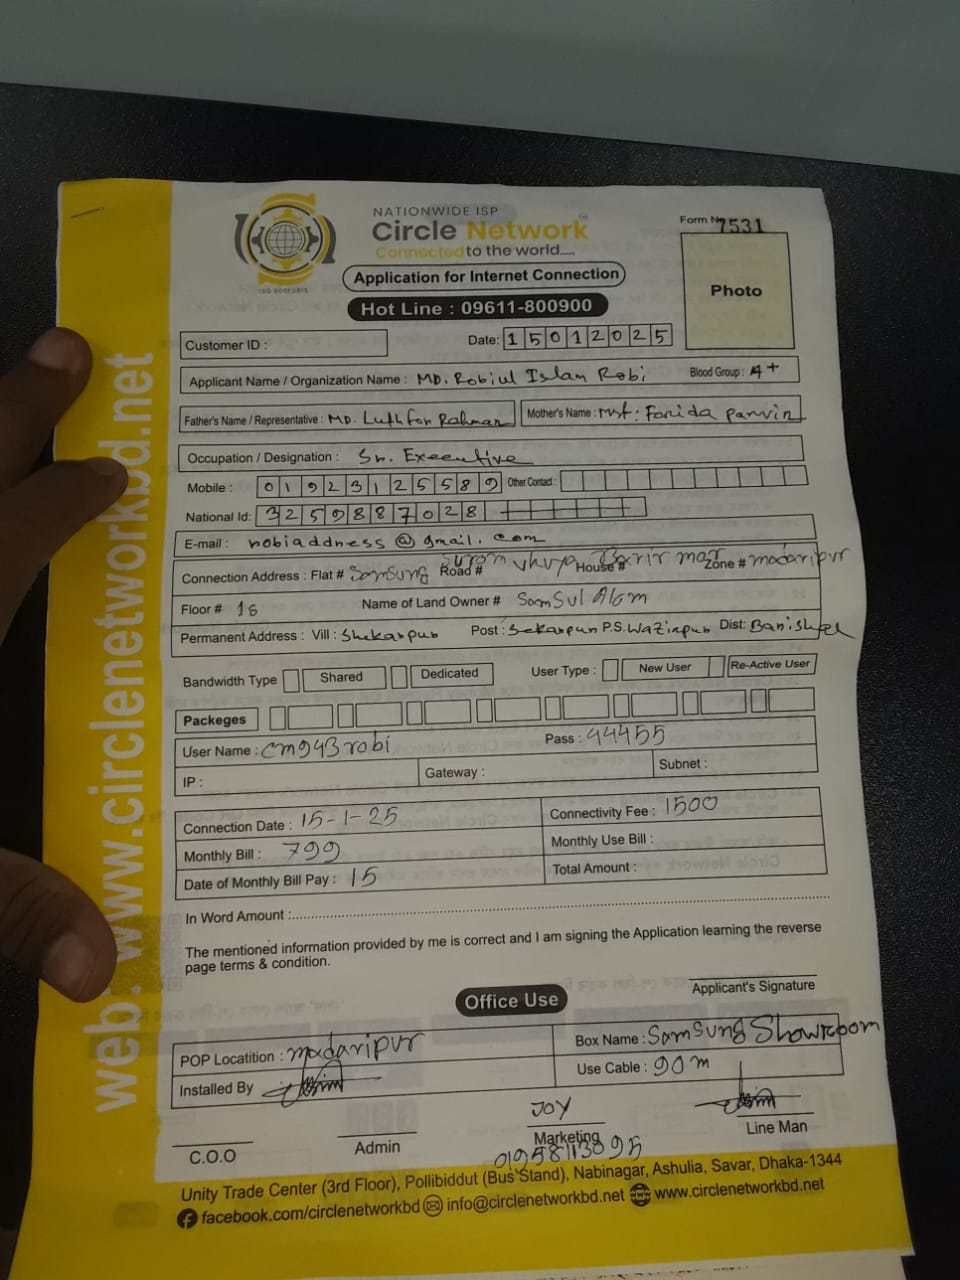 NATIONWIDE ISP
Circle Network
Connected to the world.....
ISO 9001:2015
Form No 7531
Application for Internet Connection
Hot Line : 09611-800900
Photo
Customer ID :
Date: 15012025
Applicant Name / Organization Name : MD. Robiul Islam Robi Blood Group : A+
Father's Name / Representative : MD. Luthfor Rahman Mother's Name : Mst: Farida Parvin
Occupation / Designation : Sr. Executive
Mobile : 01923125589 Other Contact :
National Id: 3259887028
E-mail : robiaddress@gmail.com
Connection Address : Flat # Samsung Road # House # Zone # madaripur
Floor # 1s Name of Land Owner # Samsul Alom
Permanent Address : Vill : Shekarpur Post : Sekarpur P.S. Wazirpur Dist: Barishal
Bandwidth Type Shared Dedicated User Type : New User Re-Active User
Packeges
User Name : cm943robi Pass : 44455
IP : Gateway : Subnet :
Connection Date : 15-1-25 Connectivity Fee : 1500
Monthly Bill : 799 Monthly Use Bill :
Date of Monthly Bill Pay : 15 Total Amount :
In Word Amount :
The mentioned information provided by me is correct and I am signing the Application learning the reverse
page terms & condition.
Applicant's Signature
Office Use
POP Locatition : madaripur Box Name : Samsung Showroom
Installed By Use Cable : 90m
JOY
C.O.O Admin Marketing Line Man
01958113095
Unity Trade Center (3rd Floor), Pollibiddut (Bus Stand), Nabinagar, Ashulia, Savar, Dhaka-1344
facebook.com/circlenetworkbd info@circlenetworkbd.net www.circlenetworkbd.net
web: www.circlenetworkbd.net